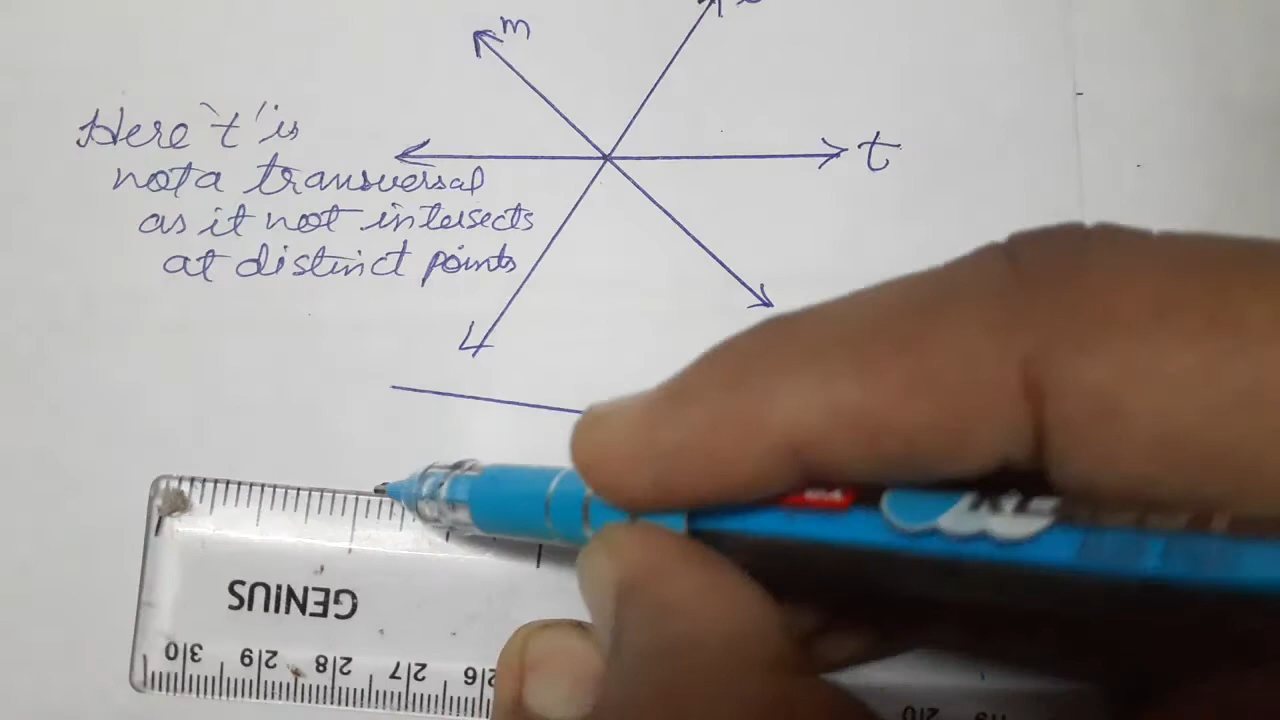 m
Here 't' is
not a transversal
as it not intersects
at distinct points
t
GENIUS
30 29 28 27 26